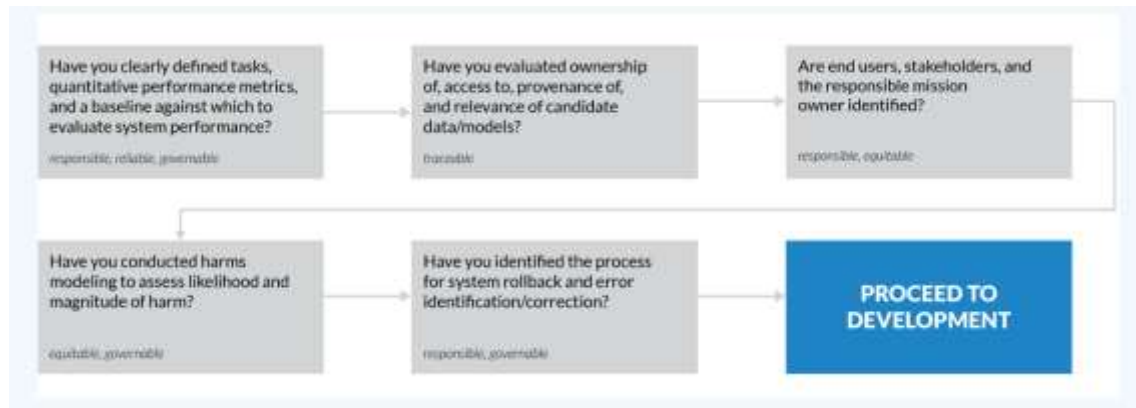 Have you clearly defined tasks,
quantitative performance metrics,
and a baseline against which to
evaluate system performance?
responsible, reliable, governable
Have you evaluated ownership
of, access to, provenance of,
and relevance of candidate
data/models?
traceable
Are end users, stakeholders, and
the responsible mission
owner identified?
responsible, equitable
Have you conducted harms
modeling to assess likelihood and
magnitude of harm?
equitable, governable
Have you identified the process
for system rollback and error
identification/correction?
responsible, governable
PROCEED TO
DEVELOPMENT